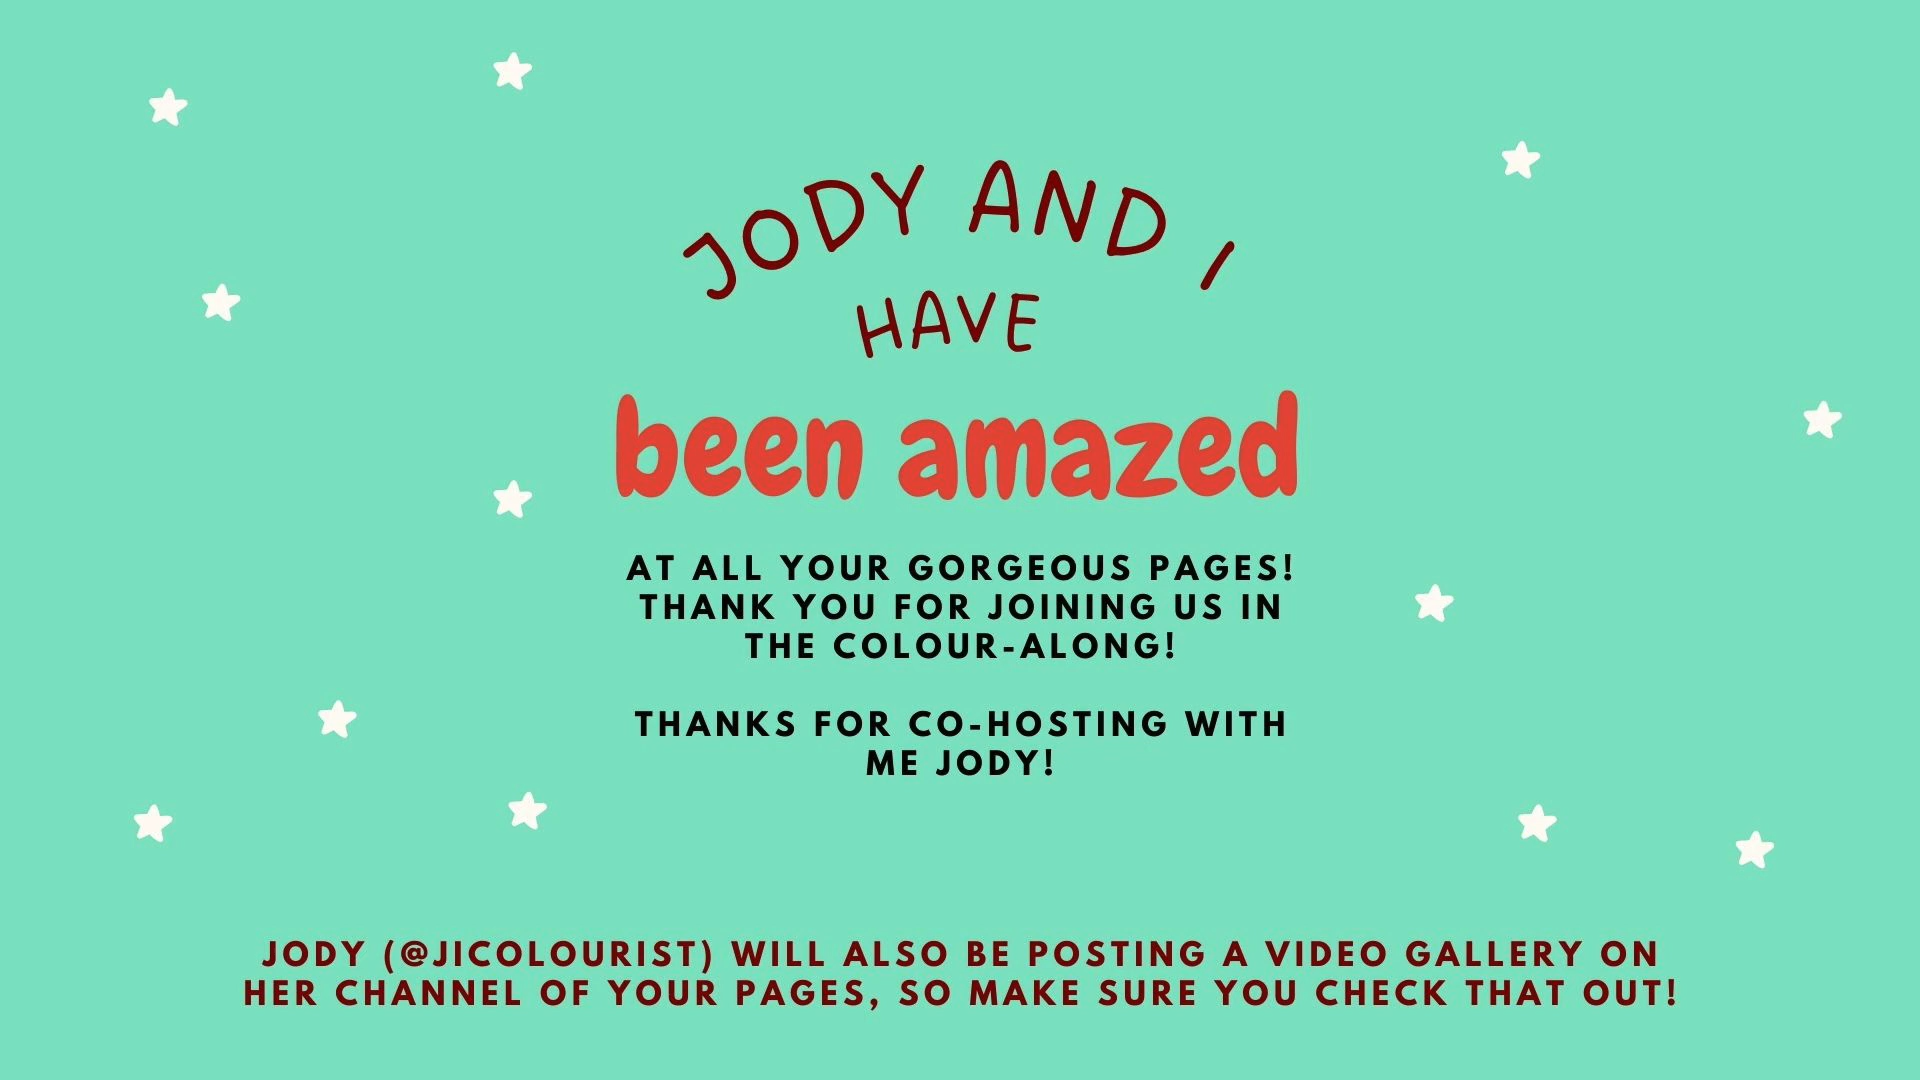 JODY AND I
HAVE
been amazed
AT ALL YOUR GORGEOUS PAGES!
THANK YOU FOR JOINING US IN
THE COLOUR-ALONG!
THANKS FOR CO-HOSTING WITH
ME JODY!
JODY (@JICOLOURIST) WILL ALSO BE POSTING A VIDEO GALLERY ON
HER CHANNEL OF YOUR PAGES, SO MAKE SURE YOU CHECK THAT OUT!